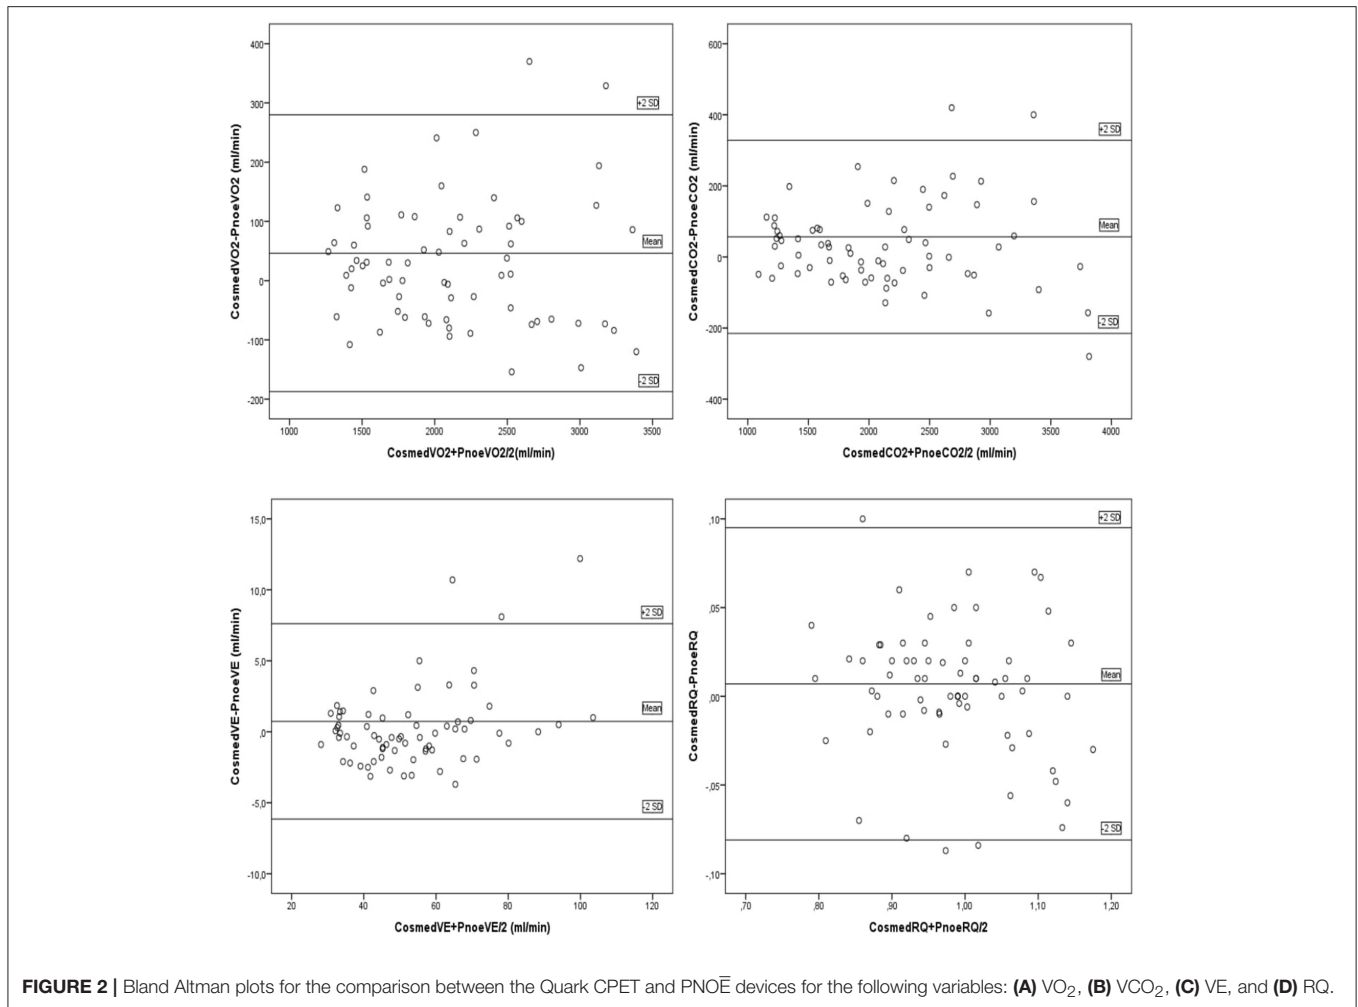 400
300
200
100
0
-100
-200
CosmedVO2-PnoeVO2 (ml/min)
+2 SD
Mean
-2 SD
1000 1500 2000 2500 3000 3500
CosmedVO2+PnoeVO2/2(ml/min)
600
400
200
0
-200
-400
CosmedCO2-PnoeCO2 (ml/min)
+2 SD
Mean
-2 SD
1000 1500 2000 2500 3000 3500 4000
CosmedCO2+PnoeCO2/2 (ml/min)
15,0
10,0
5,0
,0
-5,0
-10,0
CosmedVE-PnoeVE (ml/min)
+2 SD
Mean
-2 SD
20 40 60 80 100 120
CosmedVE+PnoeVE/2 (ml/min)
,10
,05
,00
-,05
-,10
CosmedRQ-PnoeRQ
+2 SD
Mean
-2 SD
,70 ,80 ,90 1,00 1,10 1,20
CosmedRQ+PnoeRQ/2
FIGURE 2 | Bland Altman plots for the comparison between the Quark CPET and PNOE̅ devices for the following variables: (A) VO₂, (B) VCO₂, (C) VE, and (D) RQ.